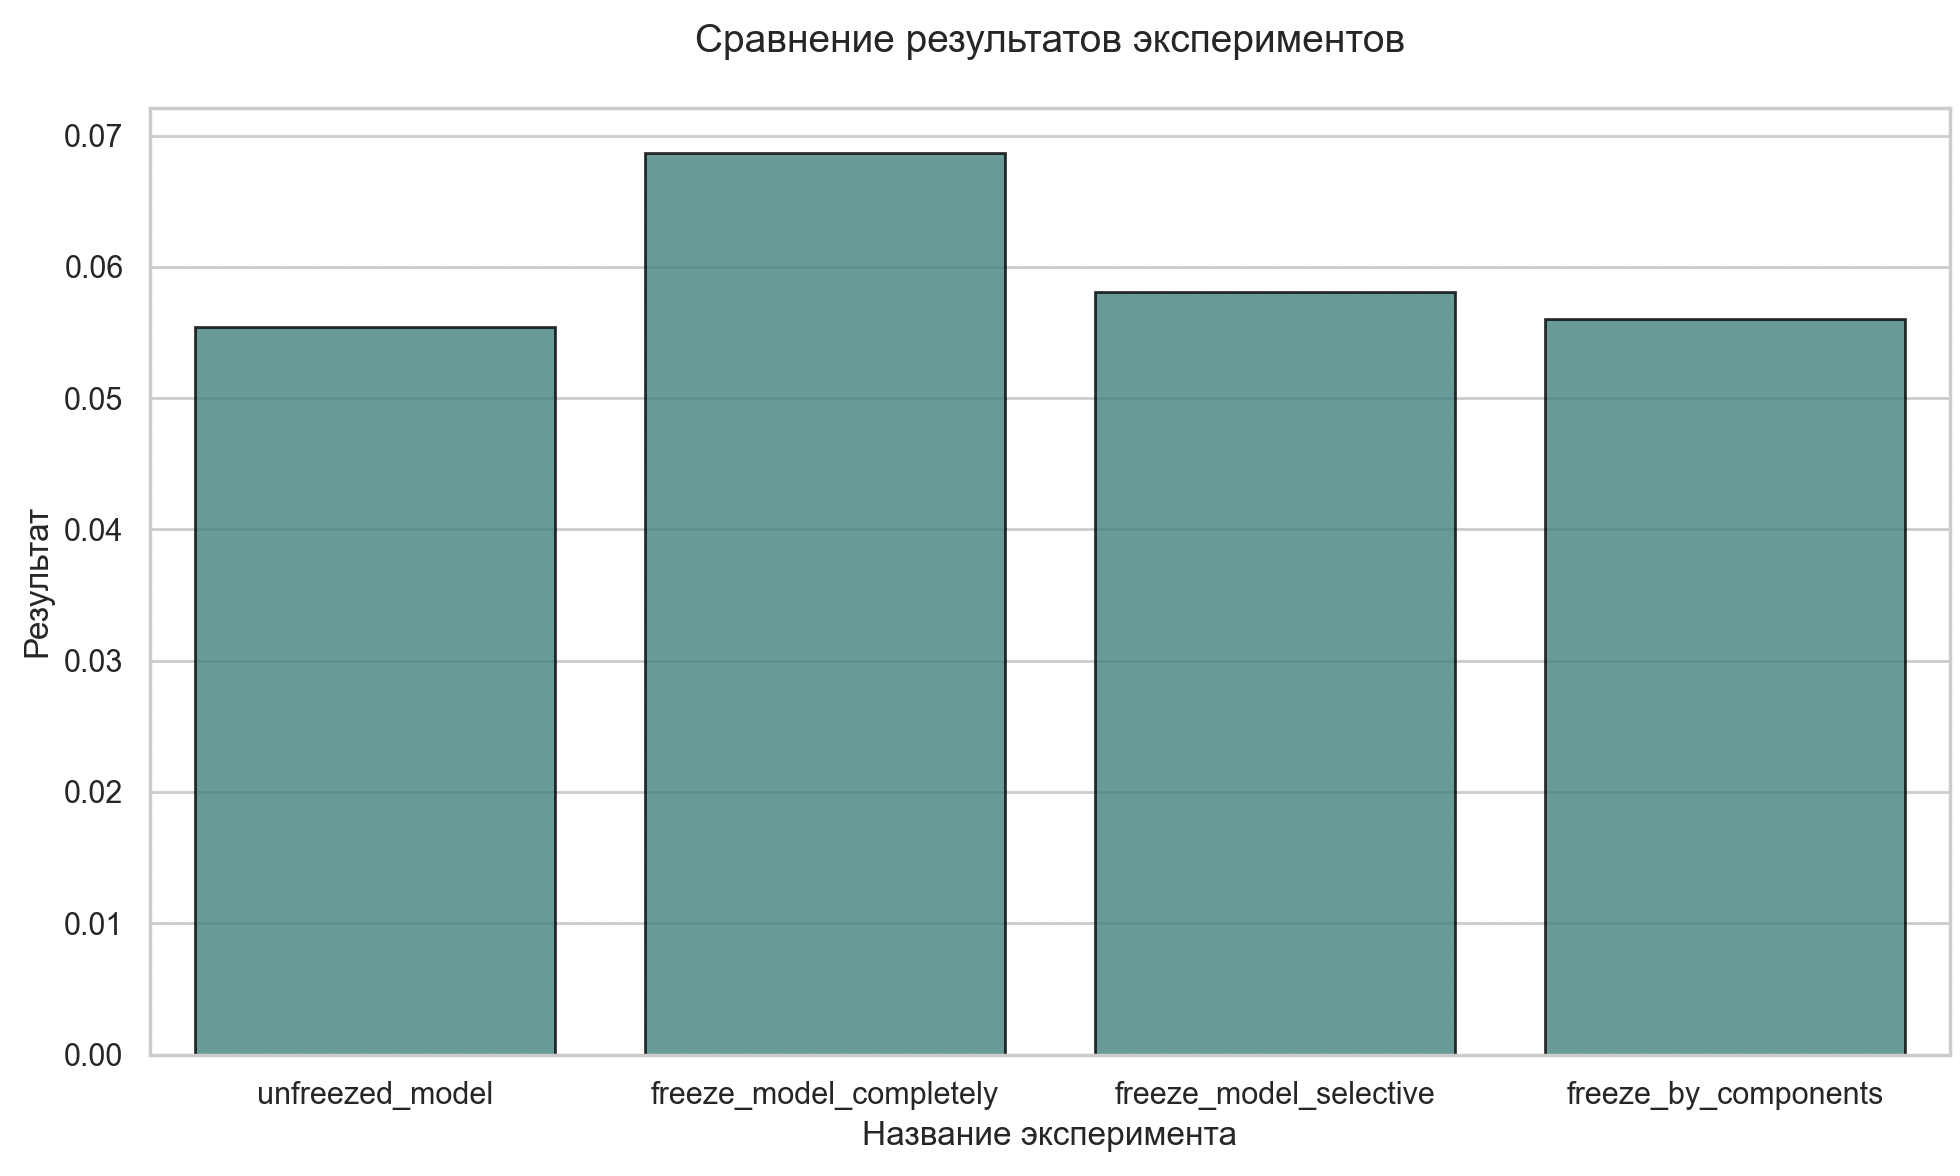 Сравнение результатов экспериментов
Результат
0.07
0.06
0.05
0.04
0.03
0.02
0.01
0.00
unfreezed_model
freeze_model_completely
freeze_model_selective
freeze_by_components
Название эксперимента